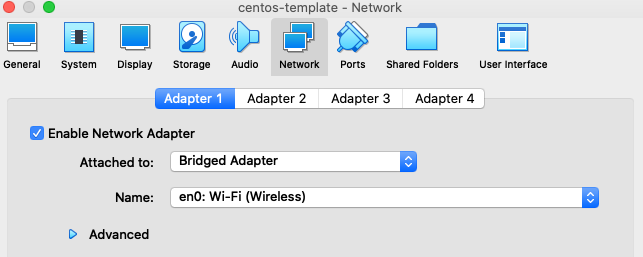 centos-template - Network
General System Display Storage Audio Network Ports Shared Folders User Interface
Adapter 1 Adapter 2 Adapter 3 Adapter 4
Enable Network Adapter
Attached to: Bridged Adapter
Name: en0: Wi-Fi (Wireless)
Advanced